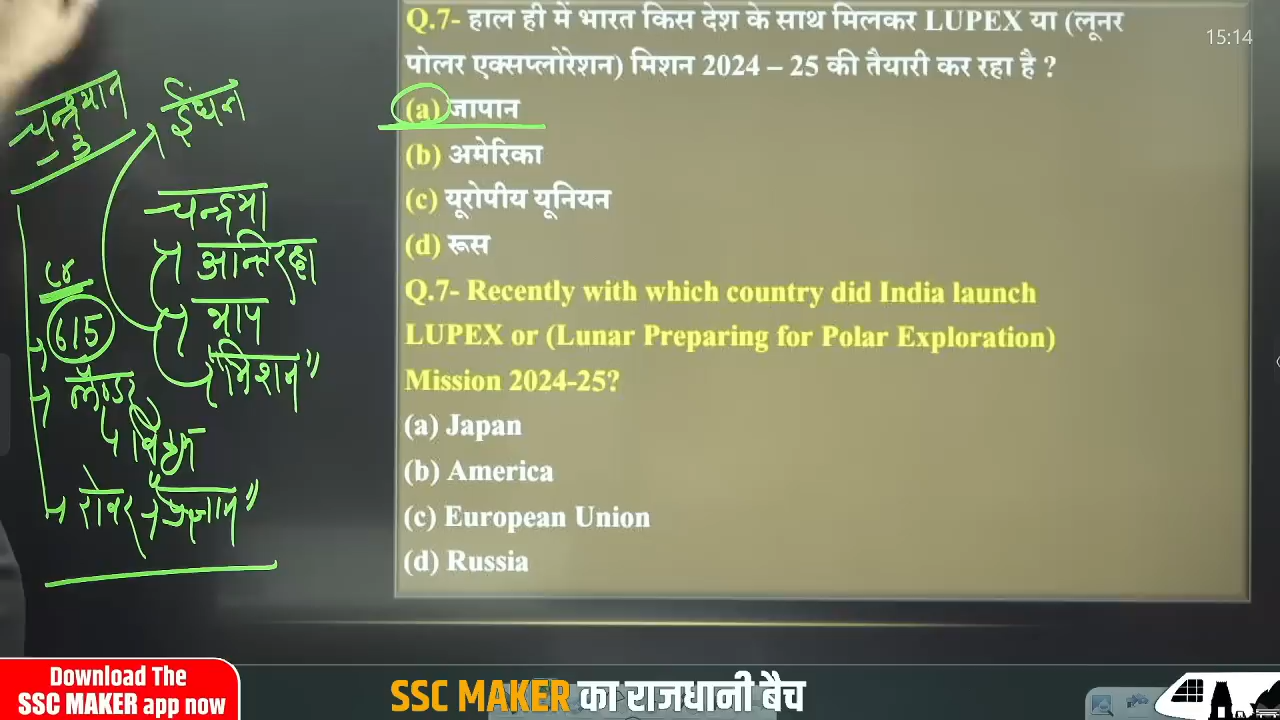 Q.7- हाल ही में भारत किस देश के साथ मिलकर LUPEX या (लूनर
पोलर एक्सप्लोरेशन) मिशन 2024 – 25 की तैयारी कर रहा है ?
(a) जापान
(b) अमेरिका
(c) यूरोपीय यूनियन
(d) रूस
Q.7- Recently with which country did India launch
LUPEX or (Lunar Preparing for Polar Exploration)
Mission 2024-25?
(a) Japan
(b) America
(c) European Union
(d) Russia
15:14
चन्द्रयान
-3
ईंधन
615
लैण्डर
विक्रम
रोवर
अन्तरिक्ष
"मिशन"
Download The
SSC MAKER app now
SSC MAKER का राजधानी बैच